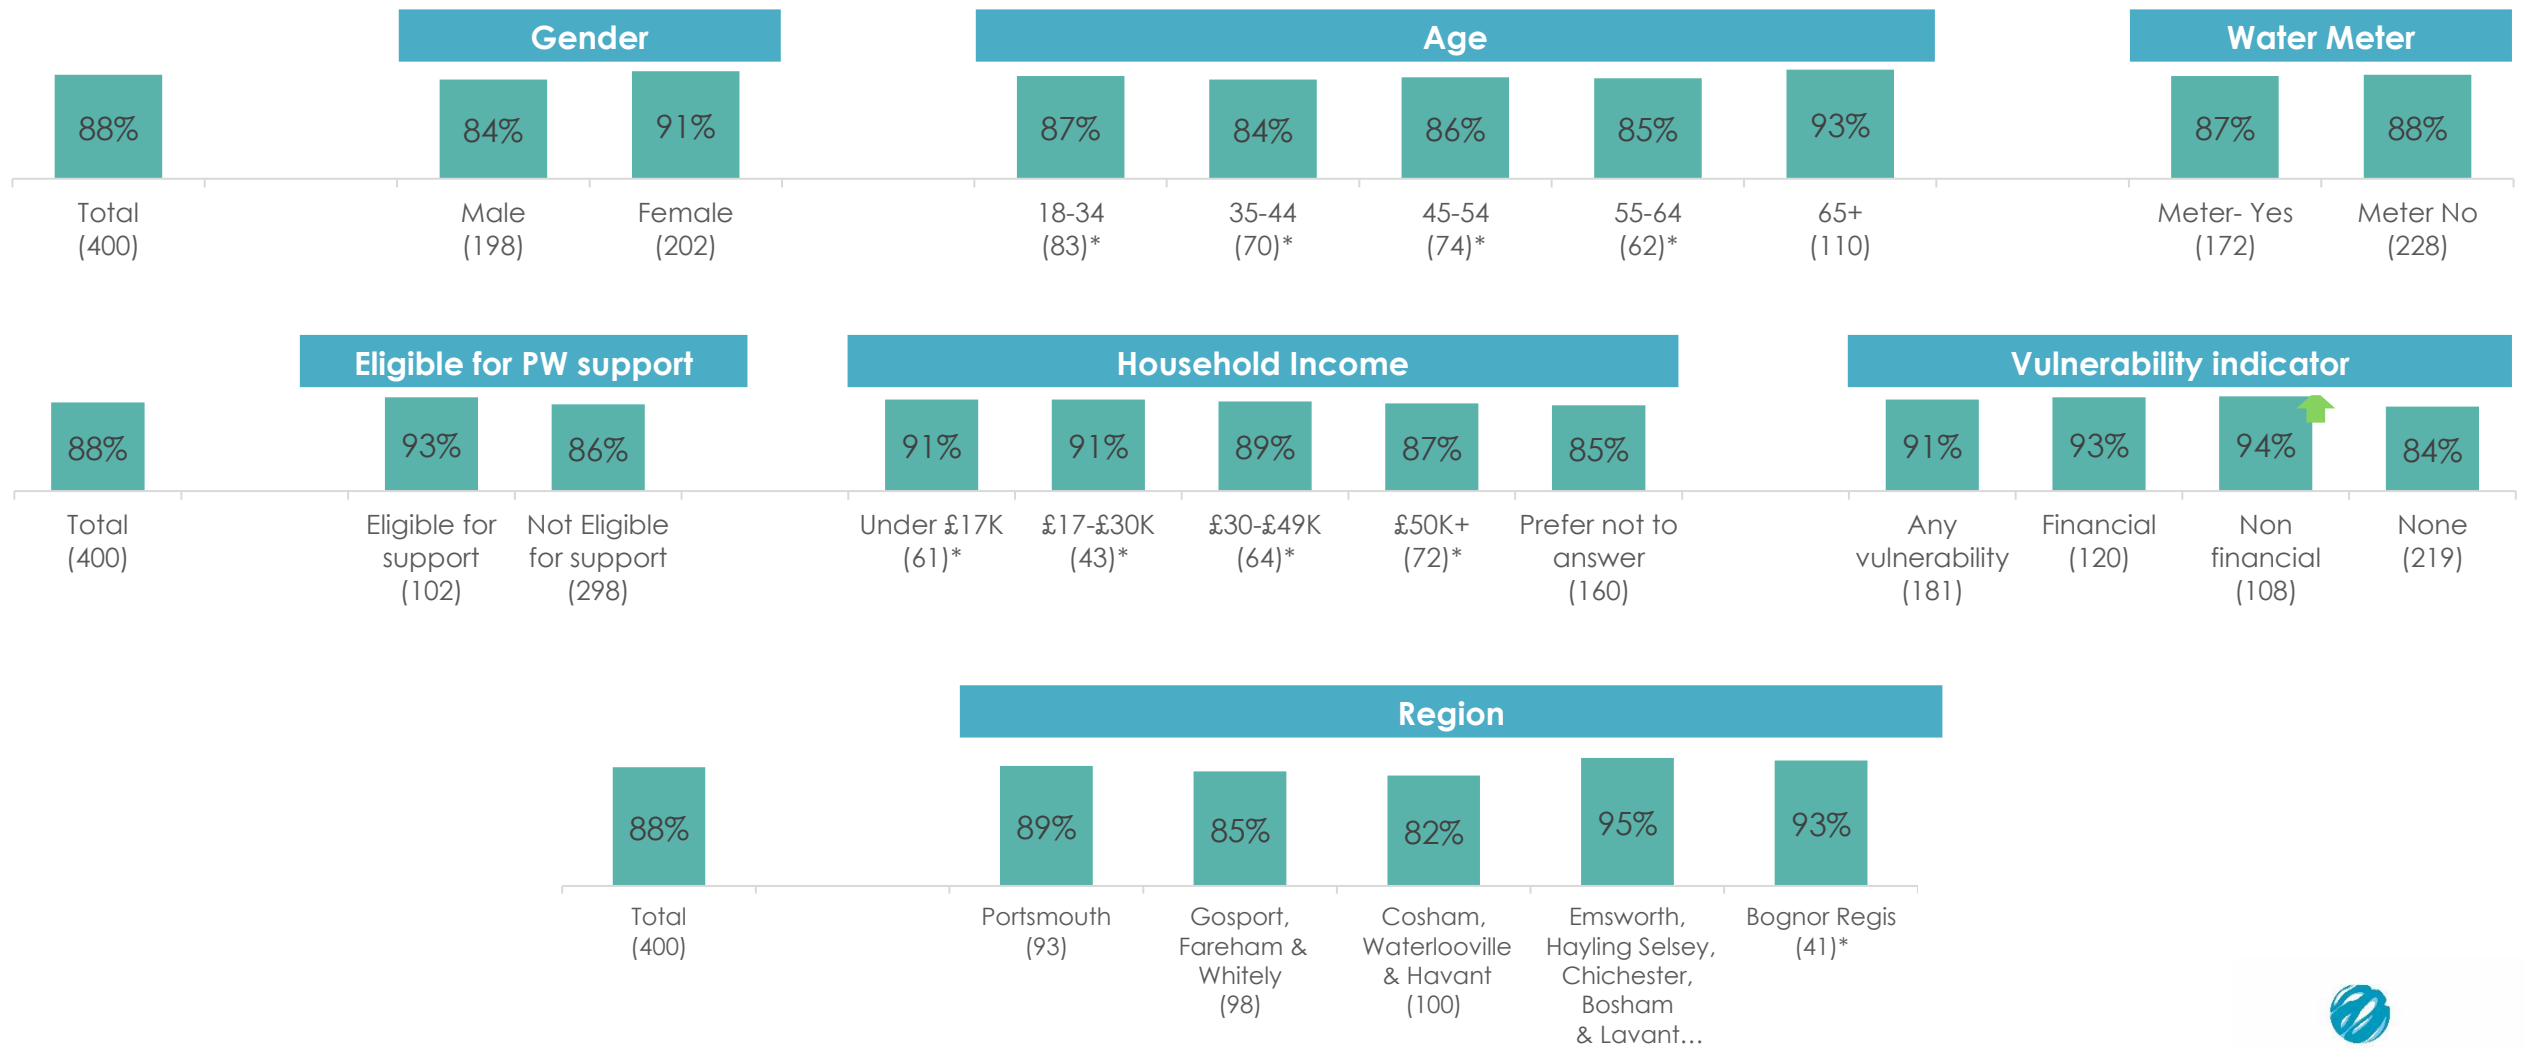 Gender
Age
Water Meter
88%
84%
91%
87%
84%
86%
85%
93%
87%
88%
Total
(400)
Male
(198)
Female
(202)
18-34
(83)*
35-44
(70)*
45-54
(74)*
55-64
(62)*
65+
(110)
Meter- Yes
(172)
Meter No
(228)
Eligible for PW support
Household Income
Vulnerability indicator
88%
93%
86%
91%
91%
89%
87%
85%
91%
93%
94%
84%
Total
(400)
Eligible for
support
(102)
Not Eligible
for support
(298)
Under £17K
(61)*
£17-£30K
(43)*
£30-£49K
(64)*
£50K+
(72)*
Prefer not to
answer
(160)
Any
vulnerability
(181)
Financial
(120)
Non
financial
(108)
None
(219)
Region
88%
89%
85%
82%
95%
93%
Total
(400)
Portsmouth
(93)
Gosport,
Fareham &
Whitely
(98)
Cosham,
Waterlooville
& Havant
(100)
Emsworth,
Hayling Selsey,
Chichester,
Bosham
& Lavant…
Bognor Regis
(41)*